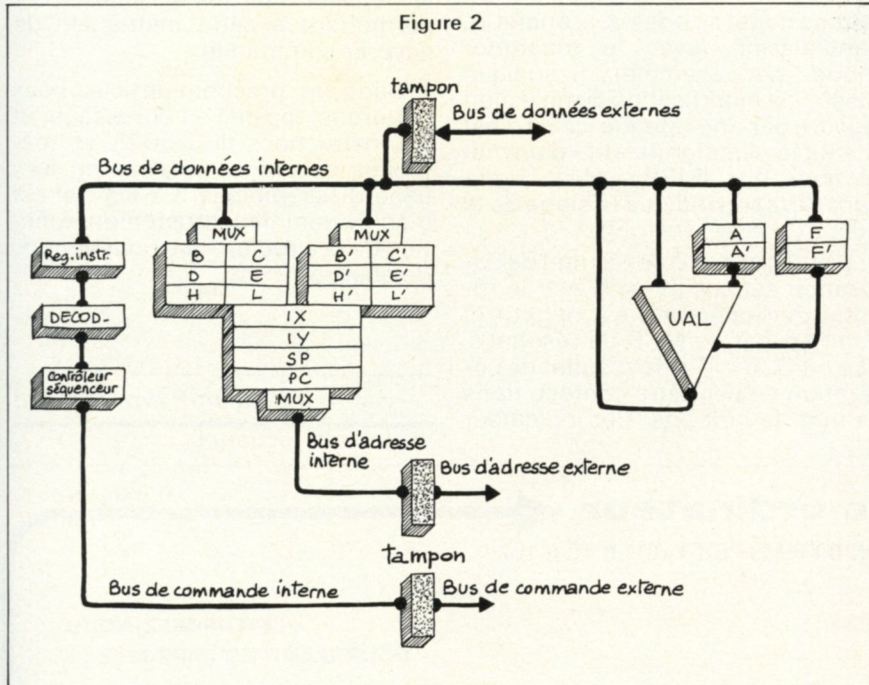 Figure 2
tampon
Bus de données externes
Bus de données internes
MUX
MUX
A
F
Reg. instr.
B C
B' C'
A'
F'
D E
D' E'
H L
H' L'
DECOD-
IX
UAL
IY
SP
Contrôleur
séquenceur
PC
MUX
Bus d'adresse
interne
Bus d'adresse externe
tampon
Bus de commande interne
Bus de commande externe